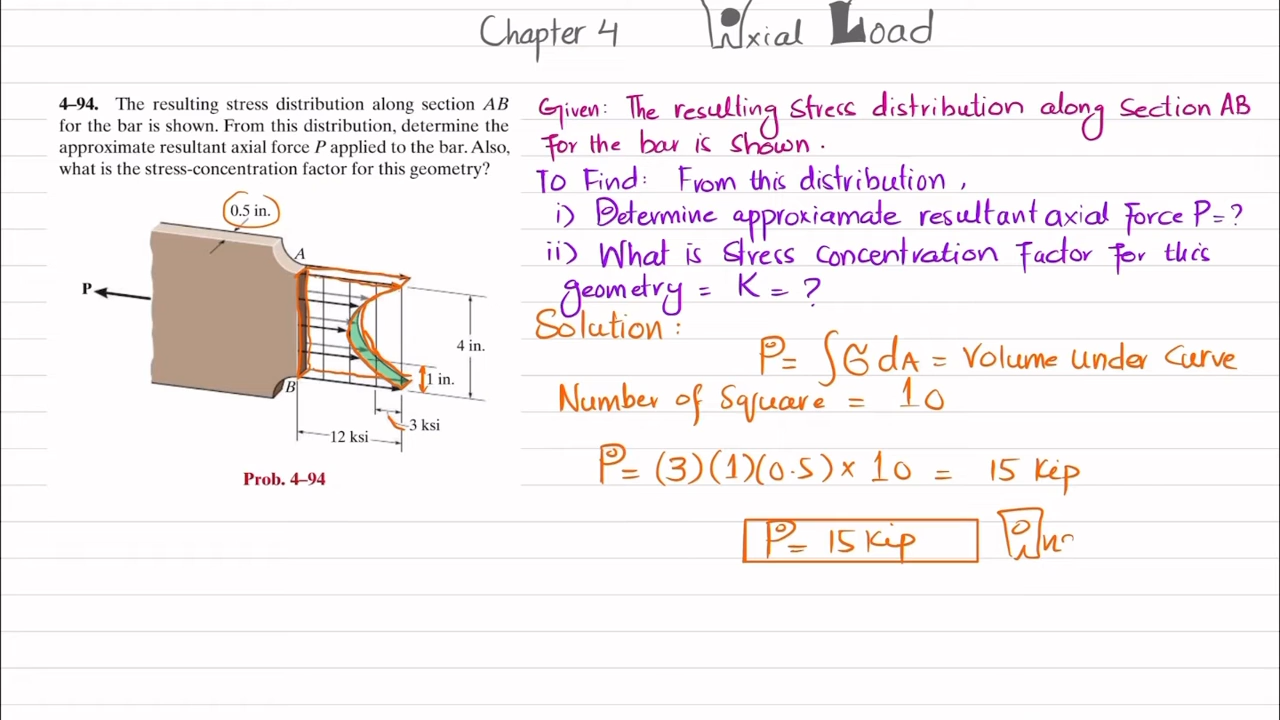 Chapter 4 Axial Load
4–94. The resulting stress distribution along section AB
for the bar is shown. From this distribution, determine the
approximate resultant axial force P applied to the bar. Also,
what is the stress-concentration factor for this geometry?
0.5 in.
A
P
4 in.
B
1 in.
3 ksi
12 ksi
Prob. 4–94
Given: The resulling stress distribution along section AB
for the bar is shown.
To Find: From this distribution,
i) Determine approxiamate resultant axial Force P=?
ii) What is stress concentration Factor for this
geometry = K = ?
Solution:
P= ∫σdA = Volume under Curve
Number of Square = 10
P= (3)(1)(0.5) × 10 = 15 Kip
P= 15 Kip